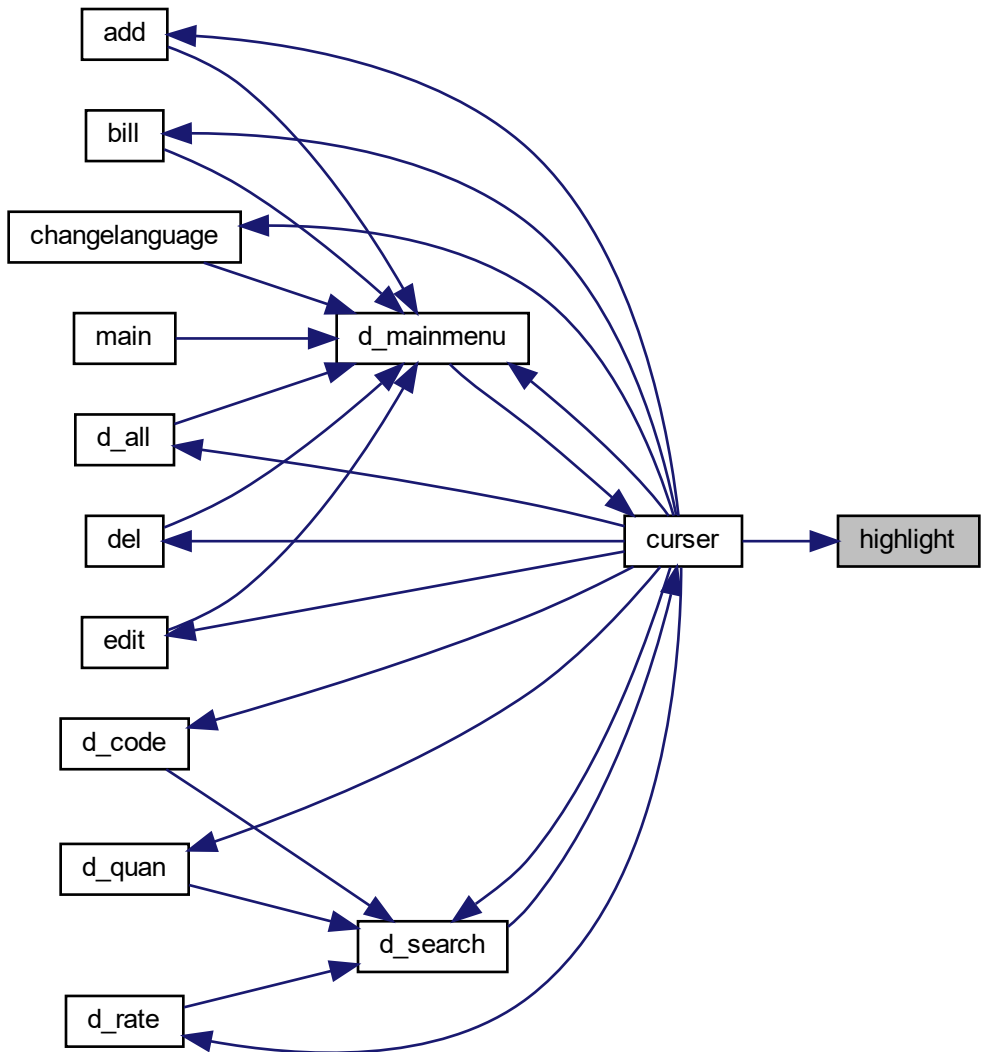 add
bill
changelanguage
main
d_mainmenu
d_all
del
curser
highlight
edit
d_code
d_quan
d_search
d_rate